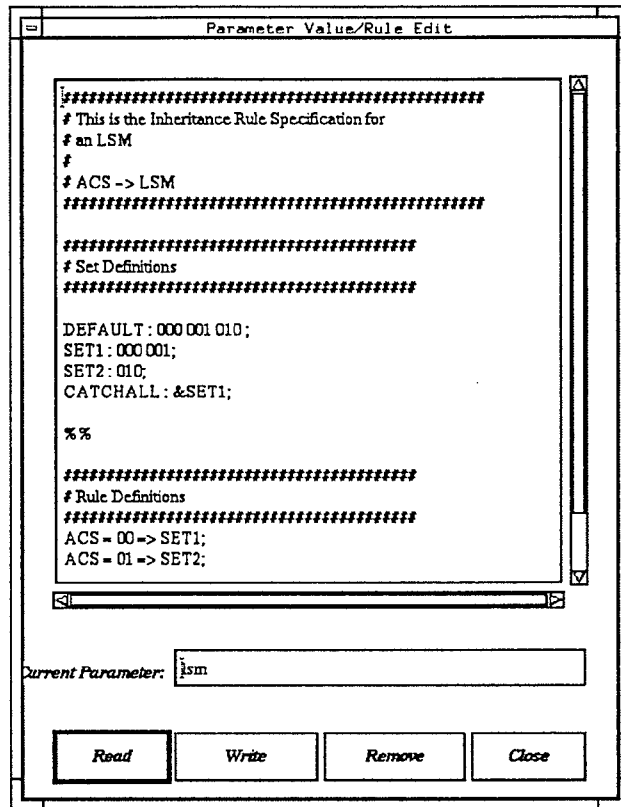 Parameter Value/Rule Edit
################################################
# This is the Inheritance Rule Specification for
# an LSM
#
# ACS -> LSM
################################################
########################################
# Set Definitions
########################################
DEFAULT : 000 001 010 ;
SET1 : 000 001;
SET2 : 010;
CATCHALL : &SET1;
%%
########################################
# Rule Definitions
########################################
ACS = 00 => SET1;
ACS = 01 => SET2;
Current Parameter: lsm
Read Write Remove Close